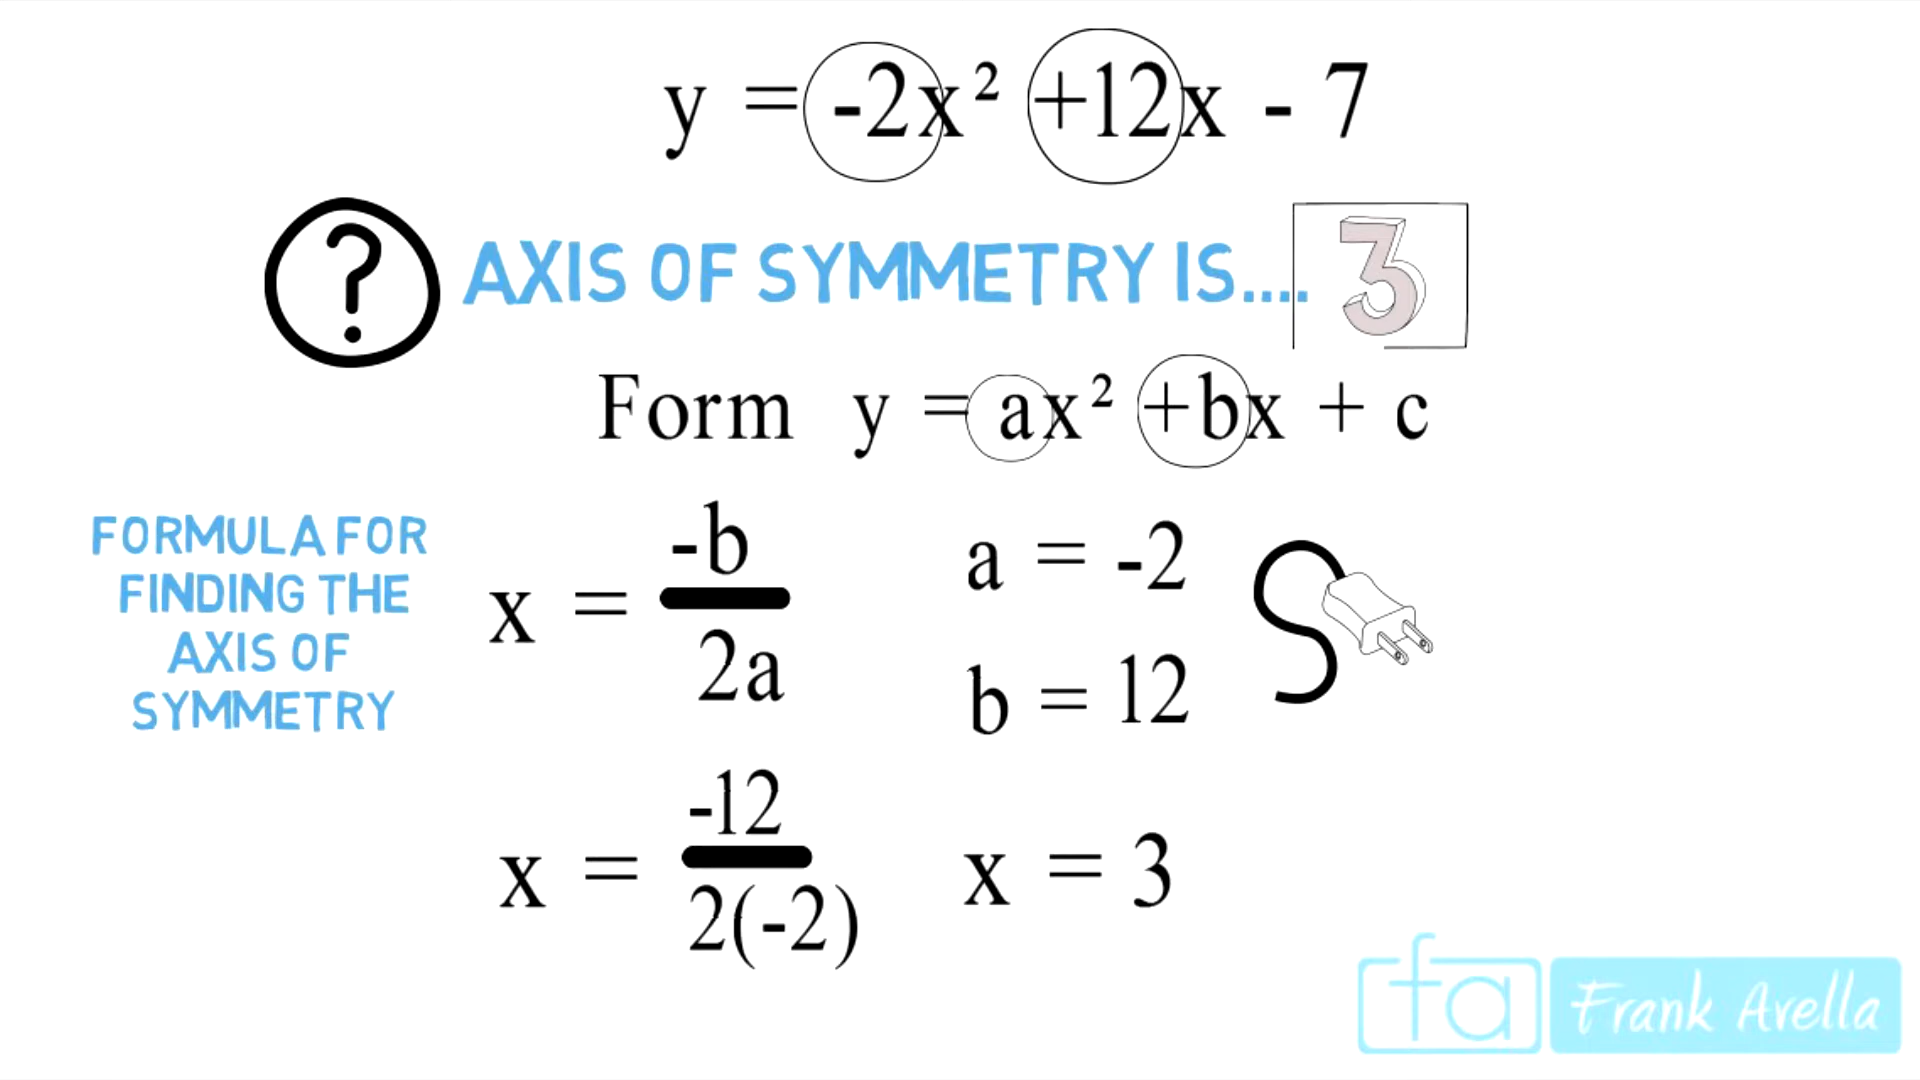 y = -2x² +12x - 7
?
AXIS OF SYMMETRY IS.... 3
Form y = ax² +bx + c
FORMULA FOR
FINDING THE
AXIS OF
SYMMETRY
x = -b
2a
a = -2
b = 12
x = -12
2(-2)
x = 3
fa Frank Avella